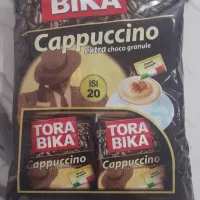 BIKA
Cappuccino
extra choco granule
ISI
20
TORA
BIKA
Cappuccino
TORA
BIKA
Cappuccino